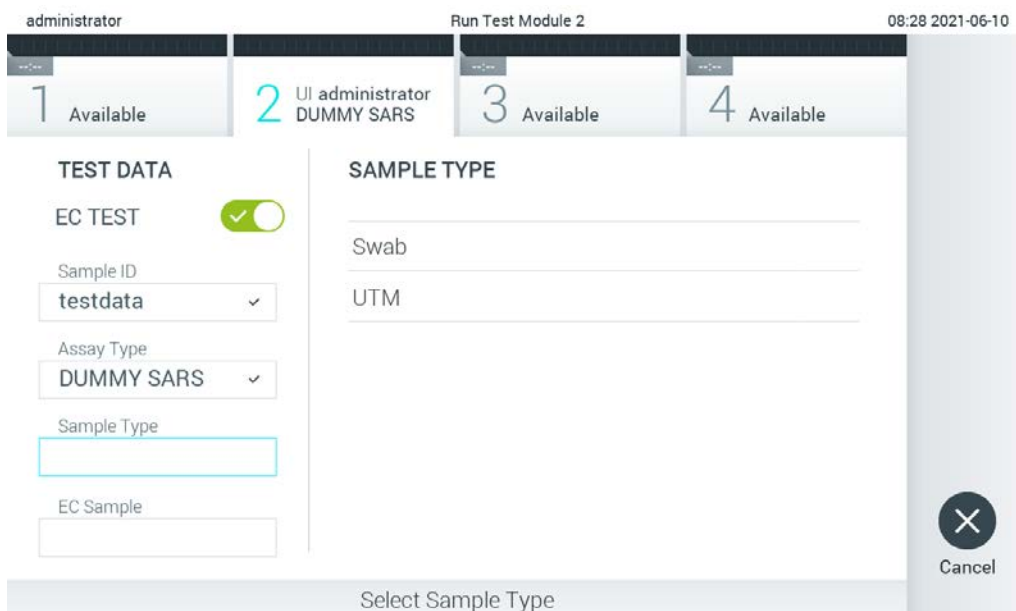 administrator Run Test Module 2 08:28 2021-06-10
--:-- --:-- --:--
1 Available 2 UI administrator 3 Available 4 Available
DUMMY SARS
TEST DATA
EC TEST
Sample ID
testdata
Assay Type
DUMMY SARS
Sample Type
EC Sample
SAMPLE TYPE
Swab
UTM
Cancel
Select Sample Type